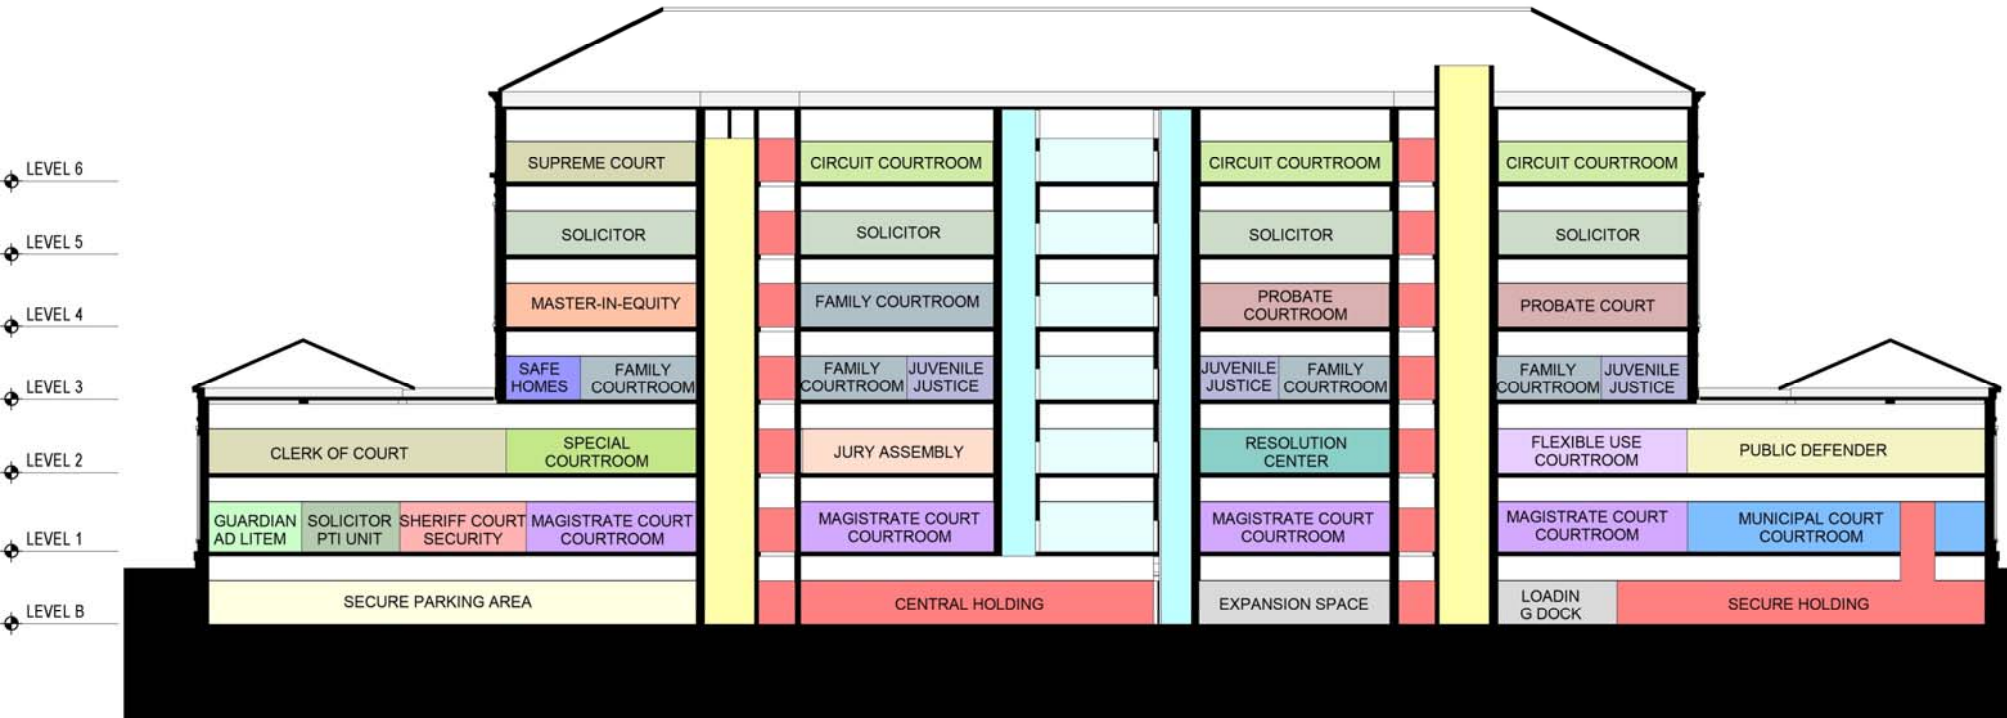 LEVEL 6
SUPREME COURT
CIRCUIT COURTROOM
CIRCUIT COURTROOM
CIRCUIT COURTROOM
LEVEL 5
SOLICITOR
SOLICITOR
SOLICITOR
SOLICITOR
LEVEL 4
MASTER-IN-EQUITY
FAMILY COURTROOM
PROBATE
COURTROOM
PROBATE COURT
LEVEL 3
SAFE
HOMES
FAMILY
COURTROOM
FAMILY
COURTROOM
JUVENILE
JUSTICE
JUVENILE
JUSTICE
FAMILY
COURTROOM
FAMILY
COURTROOM
JUVENILE
JUSTICE
LEVEL 2
CLERK OF COURT
SPECIAL
COURTROOM
JURY ASSEMBLY
RESOLUTION
CENTER
FLEXIBLE USE
COURTROOM
PUBLIC DEFENDER
LEVEL 1
GUARDIAN
AD LITEM
SOLICITOR
PTI UNIT
SHERIFF COURT
SECURITY
MAGISTRATE COURT
COURTROOM
MAGISTRATE COURT
COURTROOM
MAGISTRATE COURT
COURTROOM
MAGISTRATE COURT
COURTROOM
MUNICIPAL COURT
COURTROOM
LEVEL B
SECURE PARKING AREA
CENTRAL HOLDING
EXPANSION SPACE
LOADIN
G DOCK
SECURE HOLDING